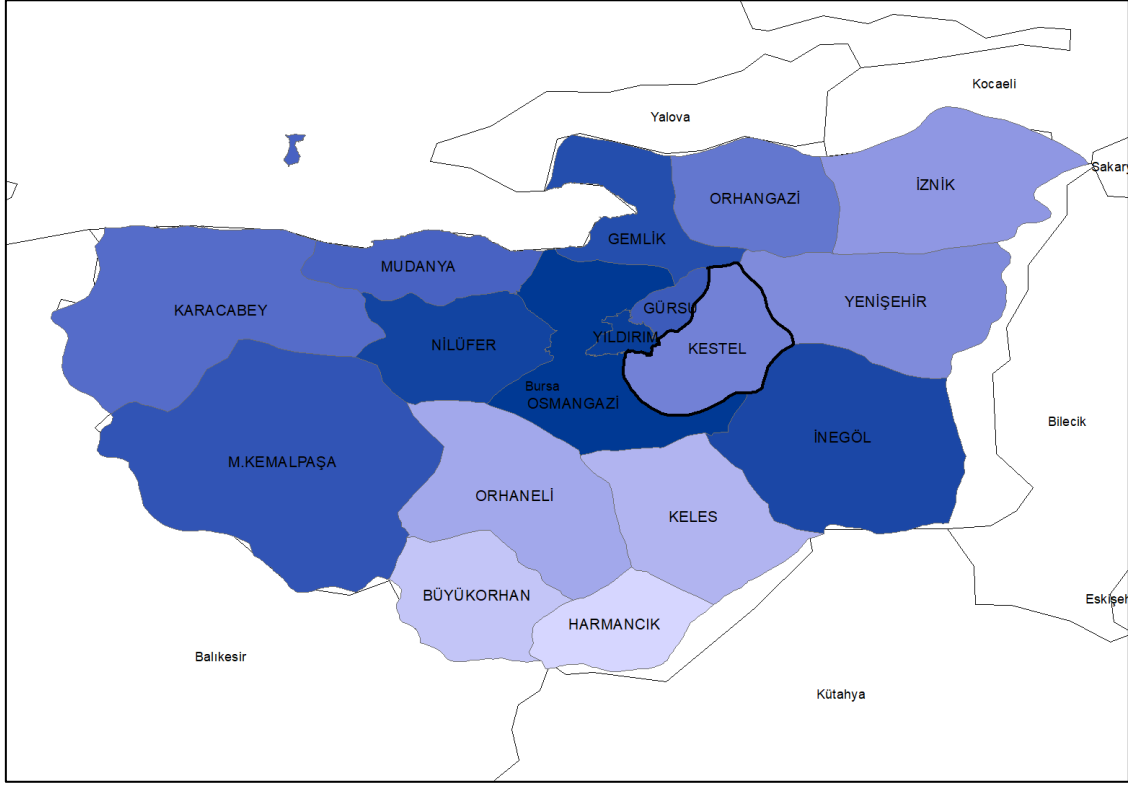 Kocaeli
Yalova
Sakary
İZNİK
ORHANGAZİ
GEMLİK
MUDANYA
YENİŞEHİR
GÜRSU
KARACABEY
YILDIRIM
NİLÜFER
KESTEL
Bursa
OSMANGAZİ
Bilecik
İNEGÖL
M.KEMALPAŞA
ORHANELİ
KELES
BÜYÜKORHAN
Eskişeh
HARMANCIK
Balıkesir
Kütahya